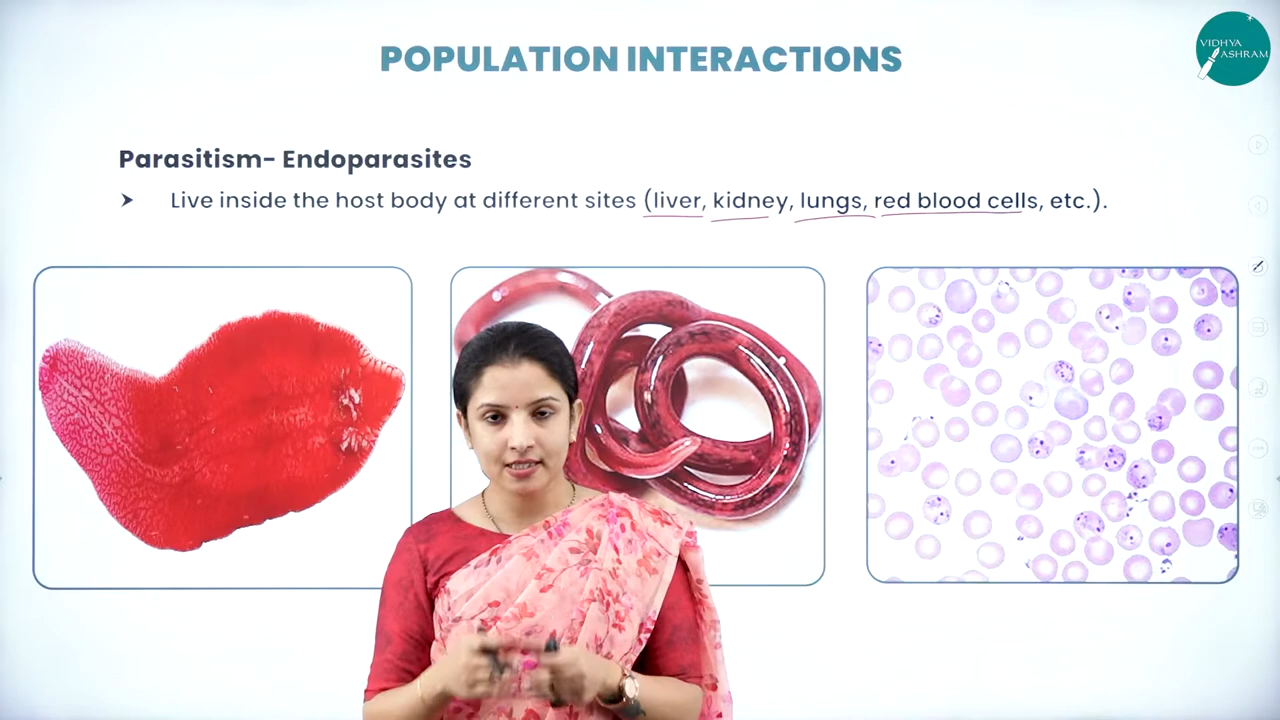 POPULATION INTERACTIONS
VIDHYA
ASHRAM
Parasitism- Endoparasites
➤ Live inside the host body at different sites (liver, kidney, lungs, red blood cells, etc.).